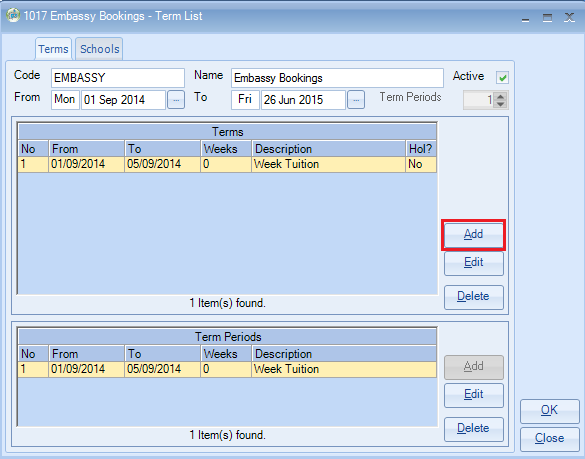 1017 Embassy Bookings - Term List
Terms Schools
Code EMBASSY Name Embassy Bookings Active
From Mon 01 Sep 2014 ... To Fri 26 Jun 2015 ... Term Periods 1
Terms
No From To Weeks Description Hol?
1 01/09/2014 05/09/2014 0 Week Tuition No
Add
Edit
Delete
1 Item(s) found.
Term Periods
No From To Weeks Description
1 01/09/2014 05/09/2014 0 Week Tuition
Add
Edit
Delete
1 Item(s) found.
OK
Close